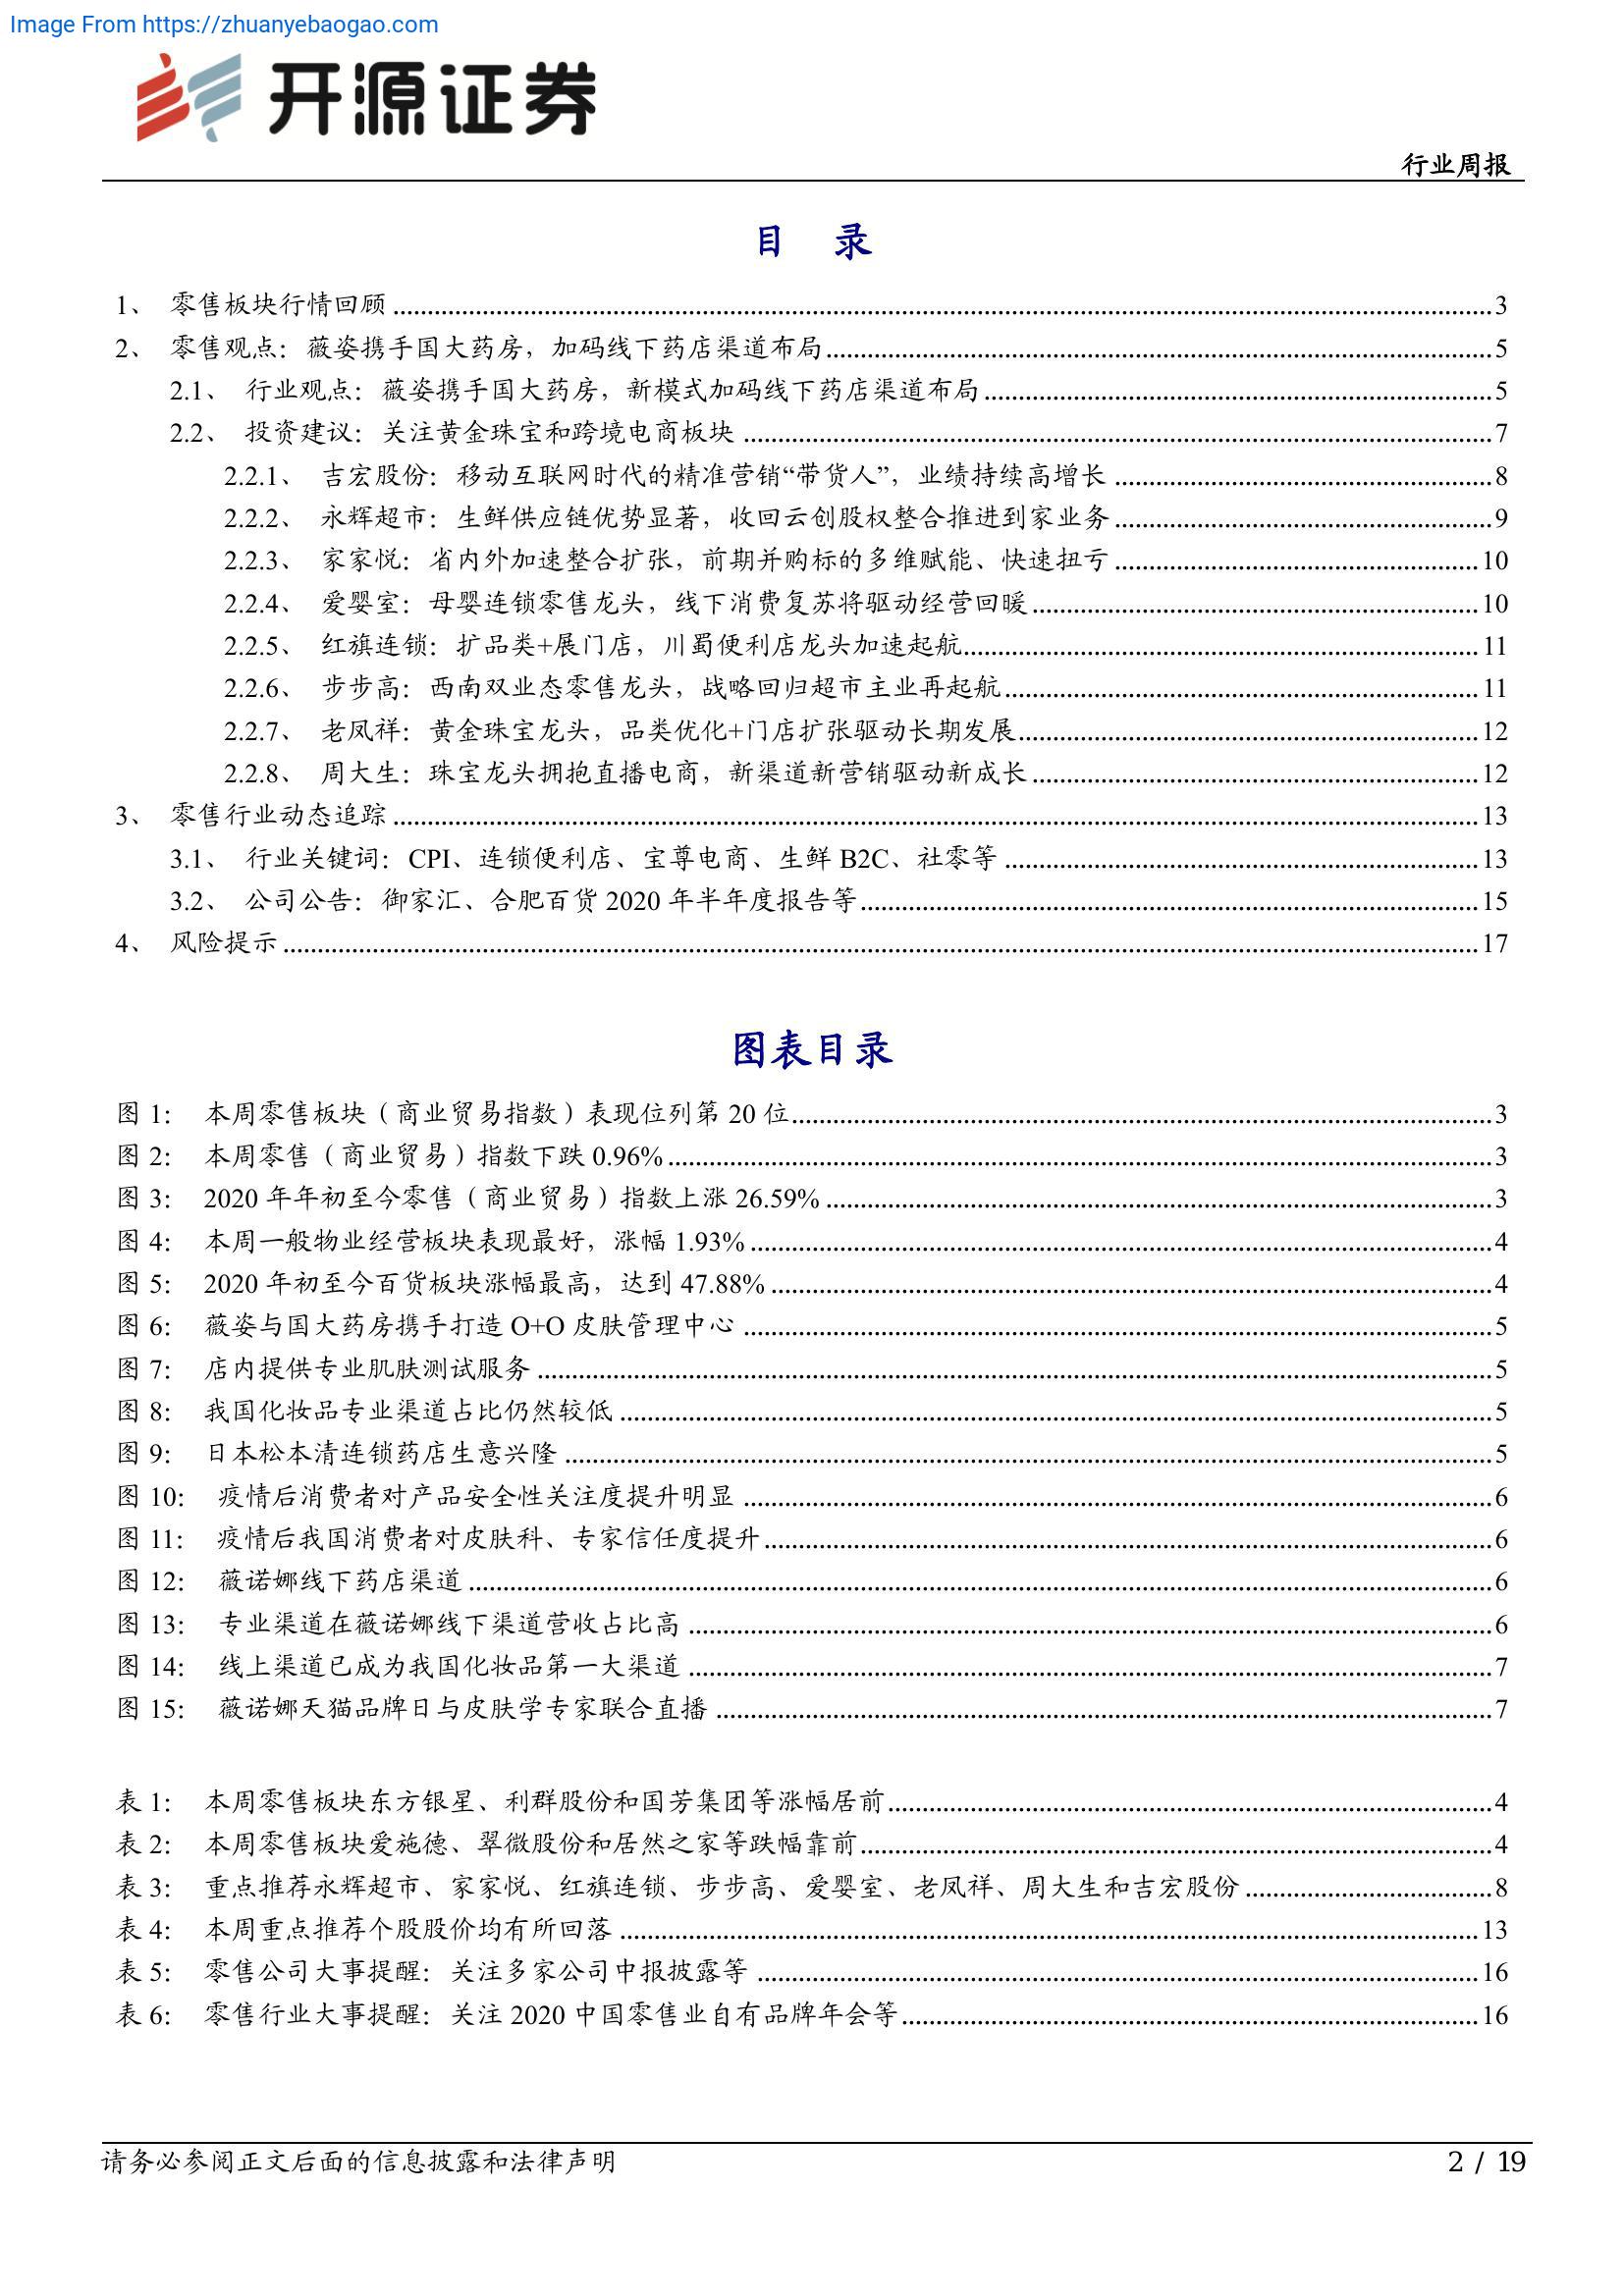 Image From https://zhuanyebaogao.com
开源证券
行业周报
目 录
1、 零售板块行情回顾 ........ 3
2、 零售观点：薇姿携手国大药房，加码线下药店渠道布局 ........ 5
2.1、 行业观点：薇姿携手国大药房，新模式加码线下药店渠道布局 ........ 5
2.2、 投资建议：关注黄金珠宝和跨境电商板块 ........ 7
2.2.1、 吉宏股份：移动互联网时代的精准营销“带货人”，业绩持续高增长 ........ 8
2.2.2、 永辉超市：生鲜供应链优势显著，收回云创股权整合推进到家业务 ........ 9
2.2.3、 家家悦：省内外加速整合扩张，前期并购标的多维赋能、快速扭亏 ........ 10
2.2.4、 爱婴室：母婴连锁零售龙头，线下消费复苏将驱动经营回暖 ........ 10
2.2.5、 红旗连锁：扩品类+展门店，川蜀便利店龙头加速起航 ........ 11
2.2.6、 步步高：西南双业态零售龙头，战略回归超市主业再起航 ........ 11
2.2.7、 老凤祥：黄金珠宝龙头，品类优化+门店扩张驱动长期发展 ........ 12
2.2.8、 周大生：珠宝龙头拥抱直播电商，新渠道新营销驱动新成长 ........ 12
3、 零售行业动态追踪 ........ 13
3.1、 行业关键词：CPI、连锁便利店、宝尊电商、生鲜 B2C、社零等 ........ 13
3.2、 公司公告：御家汇、合肥百货 2020 年半年度报告等 ........ 15
4、 风险提示 ........ 17
图表目录
图 1： 本周零售板块（商业贸易指数）表现位列第 20 位 ........ 3
图 2： 本周零售（商业贸易）指数下跌 0.96% ........ 3
图 3： 2020 年年初至今零售（商业贸易）指数上涨 26.59% ........ 3
图 4： 本周一般物业经营板块表现最好，涨幅 1.93% ........ 4
图 5： 2020 年初至今百货板块涨幅最高，达到 47.88% ........ 4
图 6： 薇姿与国大药房携手打造 O+O 皮肤管理中心 ........ 5
图 7： 店内提供专业肌肤测试服务 ........ 5
图 8： 我国化妆品专业渠道占比仍然较低 ........ 5
图 9： 日本松本清连锁药店生意兴隆 ........ 5
图 10： 疫情后消费者对产品安全性关注度提升明显 ........ 6
图 11： 疫情后我国消费者对皮肤科、专家信任度提升 ........ 6
图 12： 薇诺娜线下药店渠道 ........ 6
图 13： 专业渠道在薇诺娜线下渠道营收占比高 ........ 6
图 14： 线上渠道已成为我国化妆品第一大渠道 ........ 7
图 15： 薇诺娜天猫品牌日与皮肤学专家联合直播 ........ 7
表 1： 本周零售板块东方银星、利群股份和国芳集团等涨幅居前 ........ 4
表 2： 本周零售板块爱施德、翠微股份和居然之家等跌幅靠前 ........ 4
表 3： 重点推荐永辉超市、家家悦、红旗连锁、步步高、爱婴室、老凤祥、周大生和吉宏股份 ........ 8
表 4： 本周重点推荐个股股价均有所回落 ........ 13
表 5： 零售公司大事提醒：关注多家公司中报披露等 ........ 16
表 6： 零售行业大事提醒：关注 2020 中国零售业自有品牌年会等 ........ 16
请务必参阅正文后面的信息披露和法律声明
2 / 19